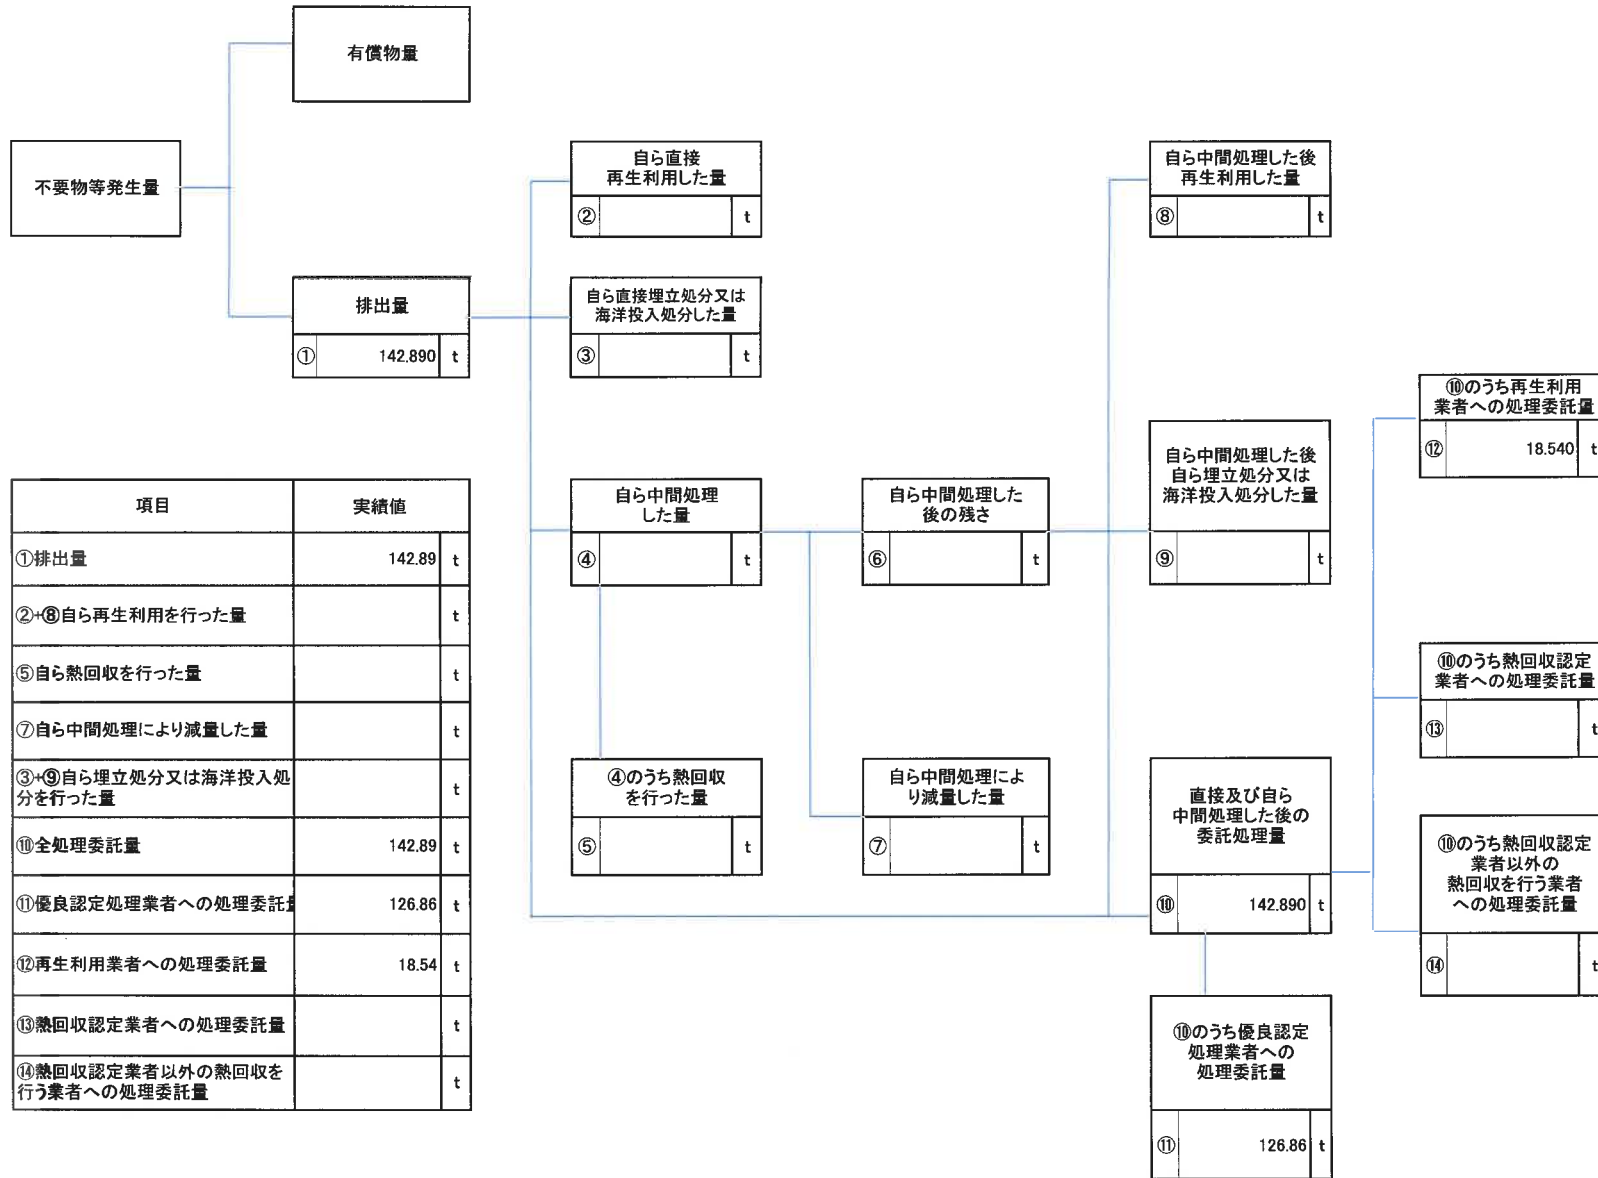 有償物量
不要物等発生量
排出量
① 142.890 t
自ら直接
再生利用した量
② t
自ら直接埋立処分又は
海洋投入処分した量
③ t
自ら中間処理
した量
④ t
④のうち熱回収
を行った量
⑤ t
自ら中間処理した
後の残さ
⑥ t
自ら中間処理によ
り減量した量
⑦ t
自ら中間処理した後
再生利用した量
⑧ t
自ら中間処理した後
自ら埋立処分又は
海洋投入処分した量
⑨ t
直接及び自ら
中間処理した後の
委託処理量
⑩ 142.890 t
⑩のうち優良認定
処理業者への
処理委託量
⑪ 126.86 t
⑩のうち再生利用
業者への処理委託量
⑫ 18.540 t
⑩のうち熱回収認定
業者への処理委託量
⑬ t
⑩のうち熱回収認定
業者以外の
熱回収を行う業者
への処理委託量
⑭ t
項目 実績値
①排出量 142.89 t
②+⑧自ら再生利用を行った量 t
⑤自ら熱回収を行った量 t
⑦自ら中間処理により減量した量 t
③+⑨自ら埋立処分又は海洋投入処
分を行った量 t
⑩全処理委託量 142.89 t
⑪優良認定処理業者への処理委託 126.86 t
⑫再生利用業者への処理委託量 18.54 t
⑬熱回収認定業者への処理委託量 t
⑭熱回収認定業者以外の熱回収を
行う業者への処理委託量 t